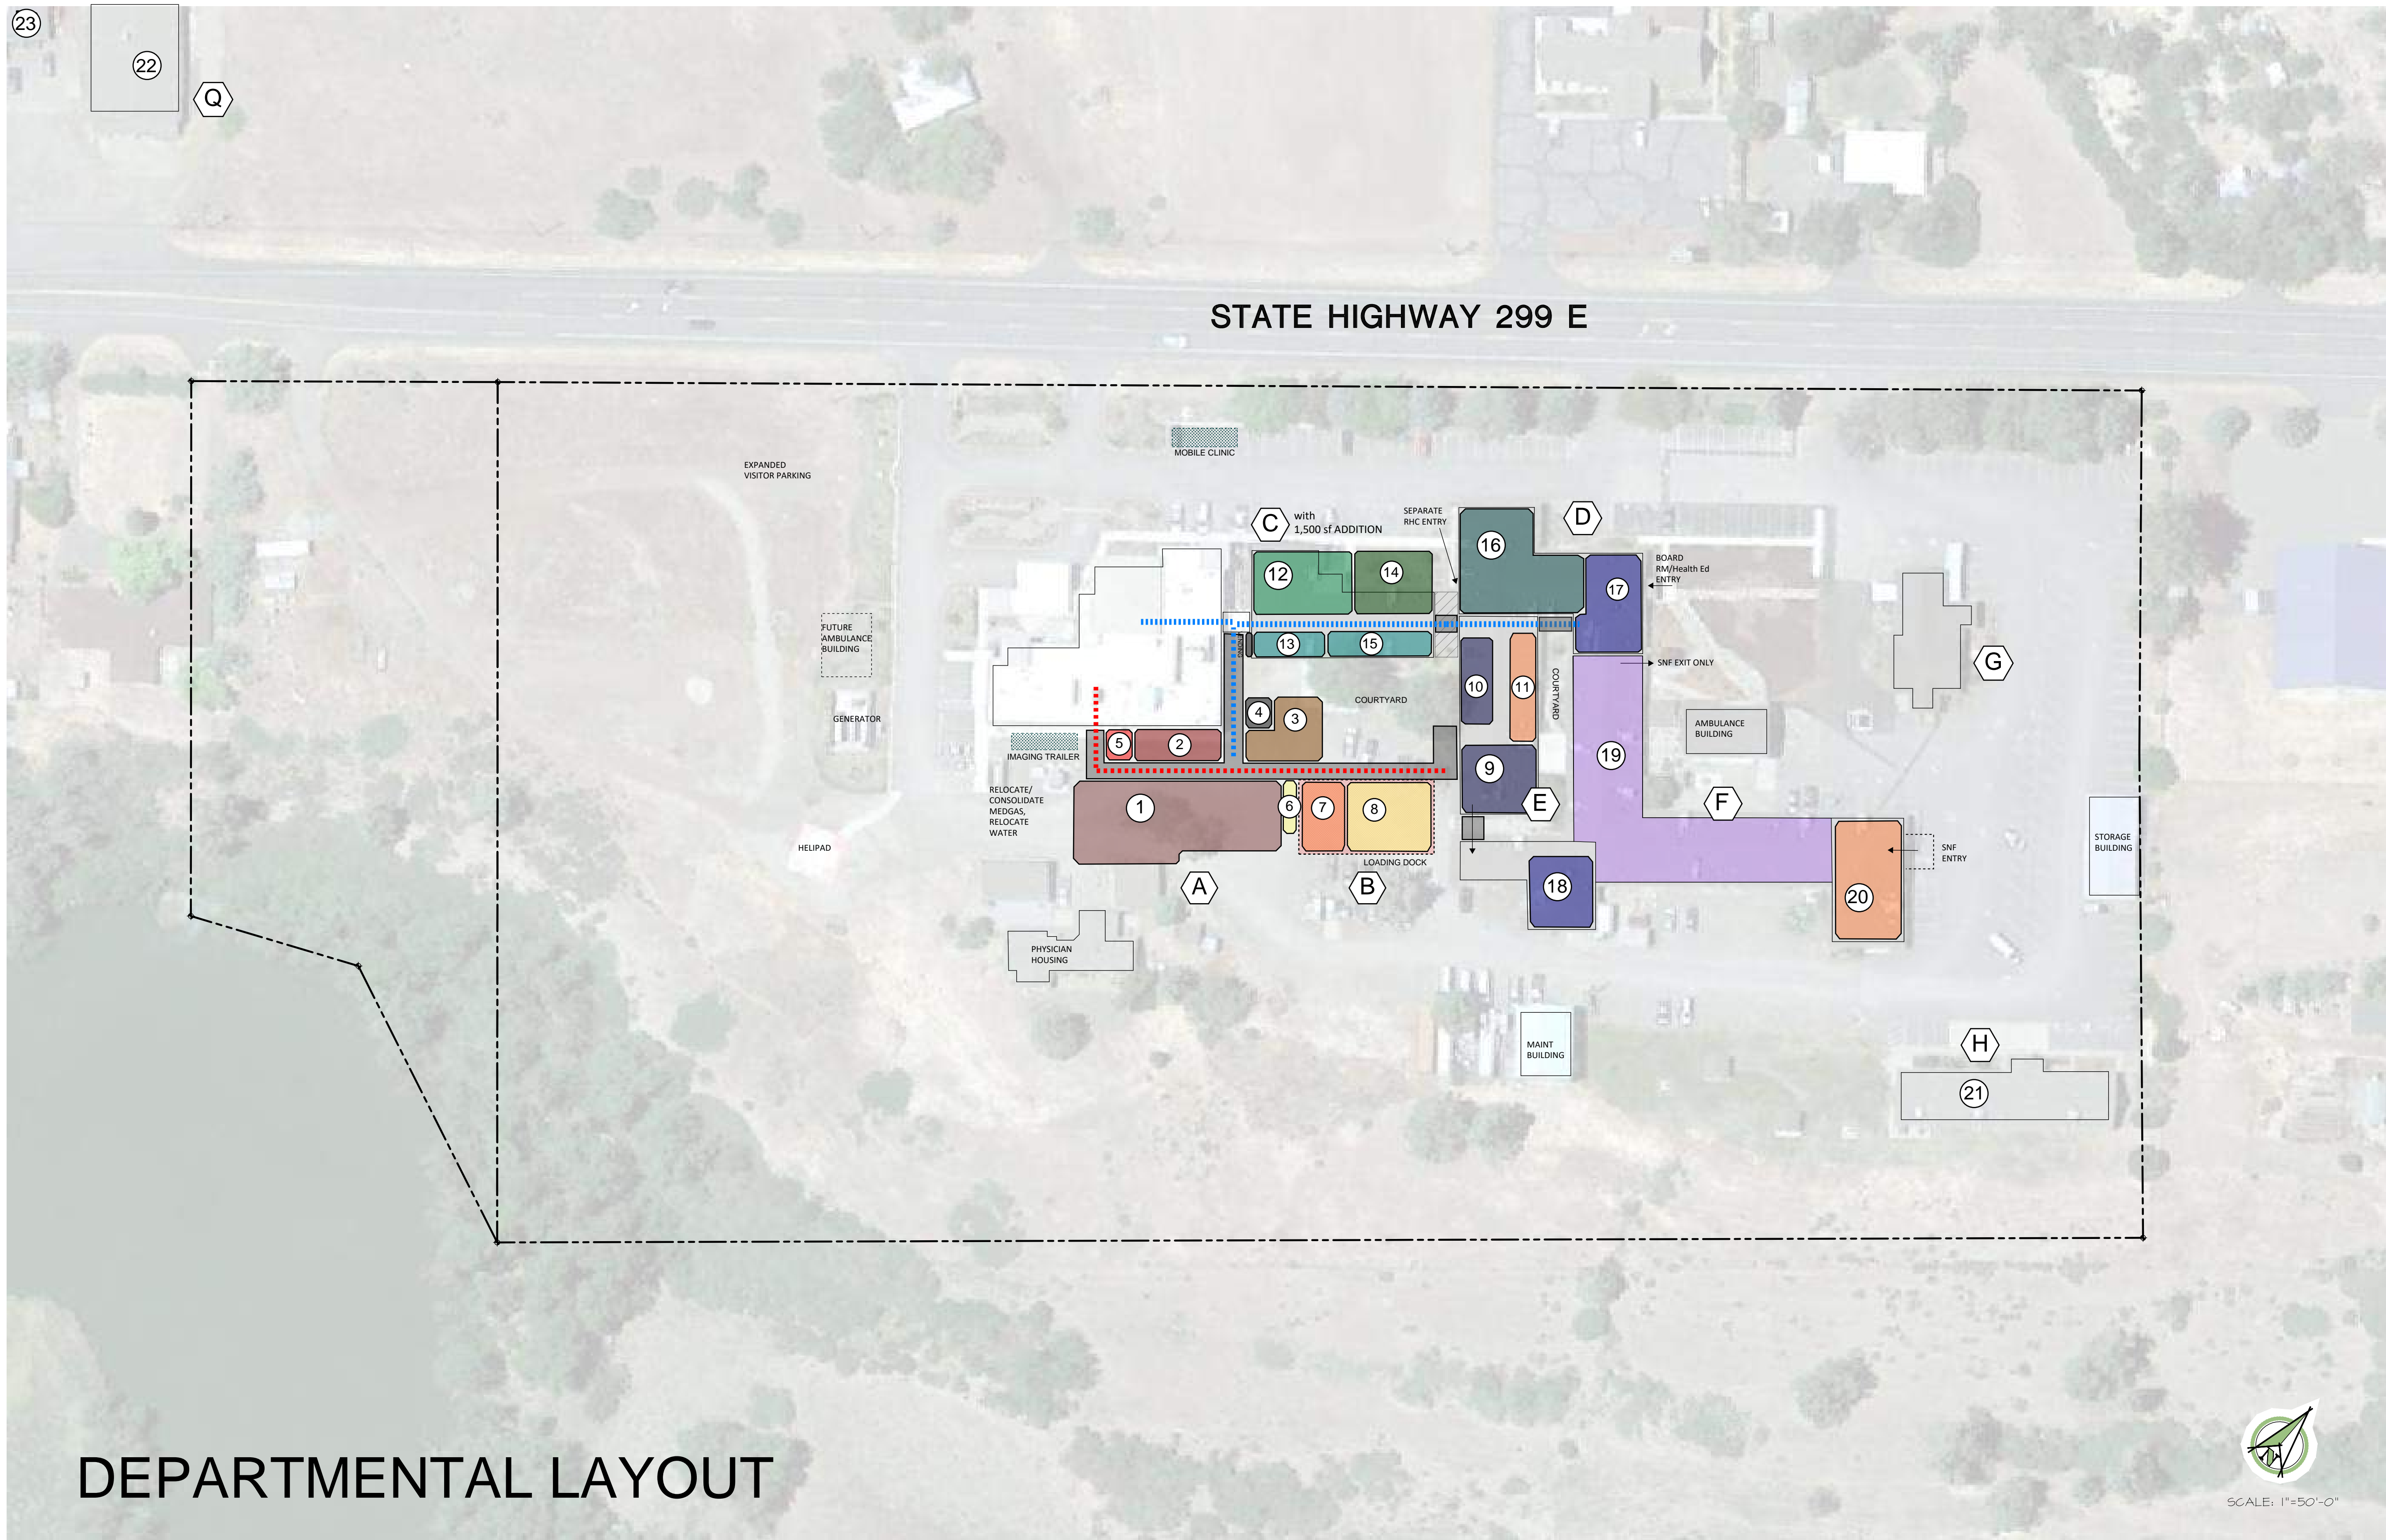 23
22
Q
STATE HIGHWAY 299 E
EXPANDED
VISITOR PARKING
MOBILE CLINIC
C
with
1,500 sf ADDITION
SEPARATE
RHC ENTRY
D
16
12
14
17
BOARD
RM/Health Ed
ENTRY
FUTURE
AMBULANCE
BUILDING
13
15
SNF EXIT ONLY
G
10
11
COURTYARD
COURTYARD
4
3
GENERATOR
AMBULANCE
BUILDING
5
2
IMAGING TRAILER
19
9
RELOCATE/
CONSOLIDATE
MEDGAS,
RELOCATE
WATER
1
6
7
8
E
F
HELIPAD
LOADING DOCK
SNF
ENTRY
STORAGE
BUILDING
A
B
18
20
PHYSICIAN
HOUSING
MAINT
BUILDING
H
21
DEPARTMENTAL LAYOUT
SCALE: 1"=50'-0"